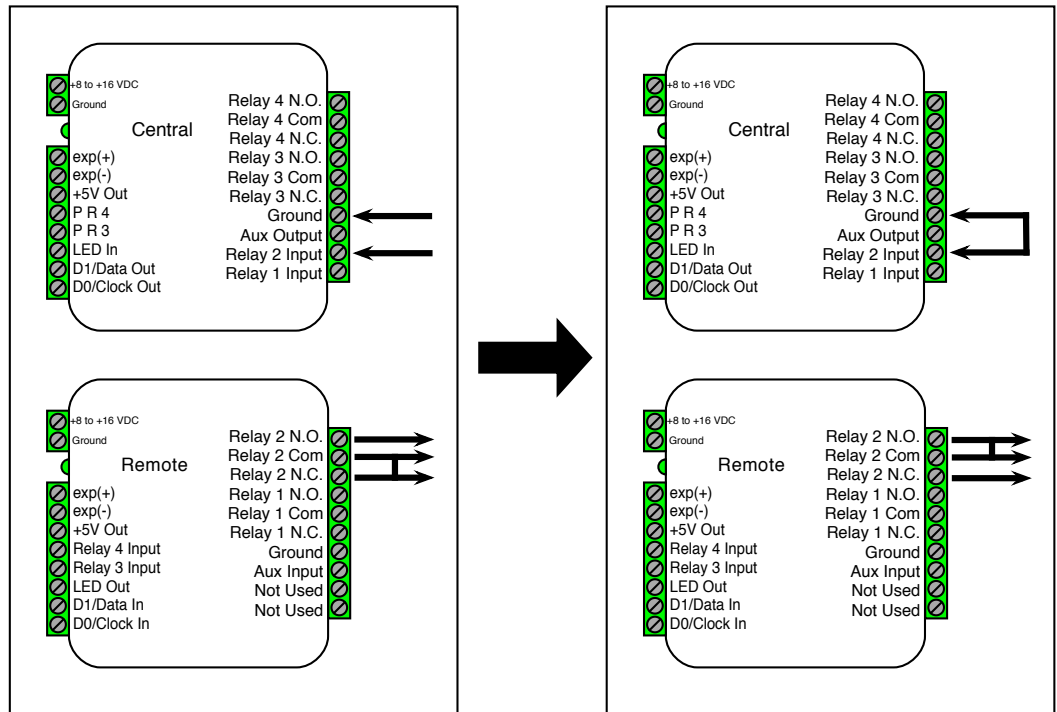 +8 to +16 VDC
Ground
Central
exp(+)
exp(-)
+5V Out
P R 4
P R 3
LED In
D1/Data Out
D0/Clock Out
Relay 4 N.O.
Relay 4 Com
Relay 4 N.C.
Relay 3 N.O.
Relay 3 Com
Relay 3 N.C.
Ground
Aux Output
Relay 2 Input
Relay 1 Input
+8 to +16 VDC
Ground
Remote
exp(+)
exp(-)
+5V Out
Relay 4 Input
Relay 3 Input
LED Out
D1/Data In
D0/Clock In
Relay 2 N.O.
Relay 2 Com
Relay 2 N.C.
Relay 1 N.O.
Relay 1 Com
Relay 1 N.C.
Ground
Aux Input
Not Used
Not Used
+8 to +16 VDC
Ground
Central
exp(+)
exp(-)
+5V Out
P R 4
P R 3
LED In
D1/Data Out
D0/Clock Out
Relay 4 N.O.
Relay 4 Com
Relay 4 N.C.
Relay 3 N.O.
Relay 3 Com
Relay 3 N.C.
Ground
Aux Output
Relay 2 Input
Relay 1 Input
+8 to +16 VDC
Ground
Remote
exp(+)
exp(-)
+5V Out
Relay 4 Input
Relay 3 Input
LED Out
D1/Data In
D0/Clock In
Relay 2 N.O.
Relay 2 Com
Relay 2 N.C.
Relay 1 N.O.
Relay 1 Com
Relay 1 N.C.
Ground
Aux Input
Not Used
Not Used